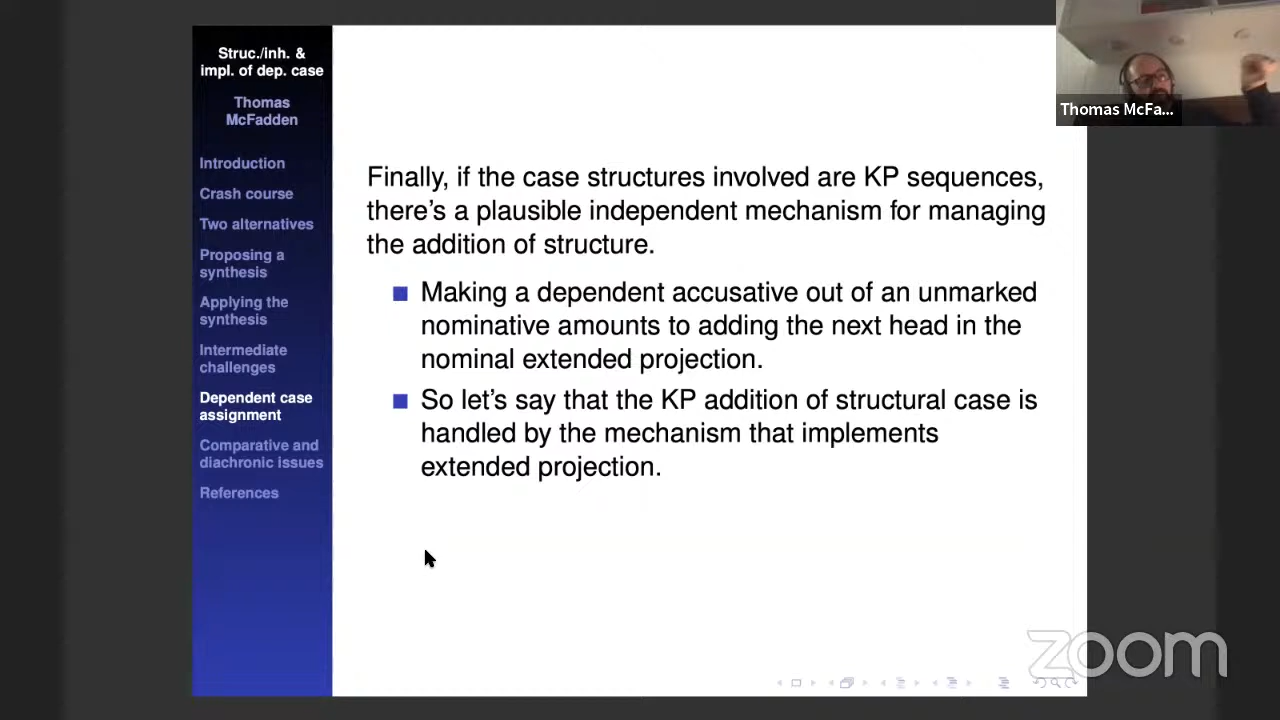 Struc./inh. &
impl. of dep. case
Thomas
McFadden
Introduction
Crash course
Two alternatives
Proposing a
synthesis
Applying the
synthesis
Intermediate
challenges
Dependent case
assignment
Comparative and
diachronic issues
References
Finally, if the case structures involved are KP sequences,
there's a plausible independent mechanism for managing
the addition of structure.
Making a dependent accusative out of an unmarked
nominative amounts to adding the next head in the
nominal extended projection.
So let's say that the KP addition of structural case is
handled by the mechanism that implements
extended projection.
Thomas McFa...
zoom